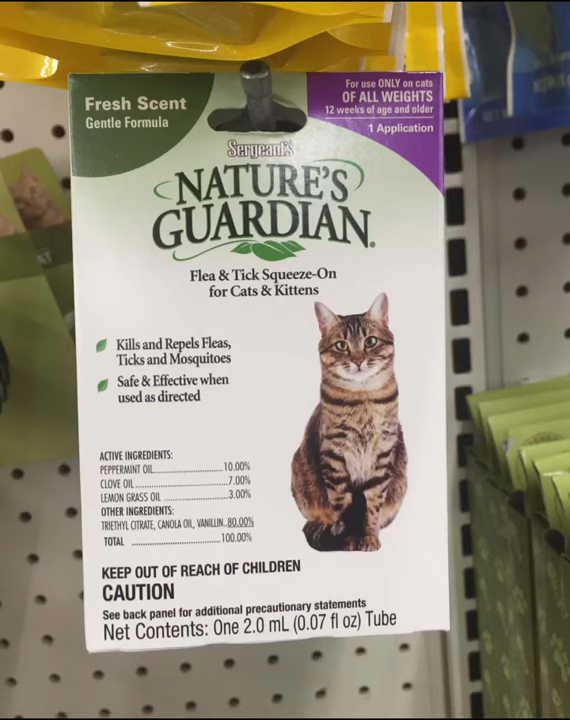 Fresh Scent
Gentle Formula
For use ONLY on cats
OF ALL WEIGHTS
12 weeks of age and older
1 Application
Sergeant's
NATURE'S
GUARDIAN®
Flea & Tick Squeeze-On
for Cats & Kittens
Kills and Repels Fleas,
Ticks and Mosquitoes
Safe & Effective when
used as directed
ACTIVE INGREDIENTS:
PEPPERMINT OIL..........................10.00%
CLOVE OIL..........................7.00%
LEMON GRASS OIL ..........................3.00%
OTHER INGREDIENTS:
TRIETHYL CITRATE, CANOLA OIL, VANILLIN..80.00%
TOTAL ..........................100.00%
KEEP OUT OF REACH OF CHILDREN
CAUTION
See back panel for additional precautionary statements
Net Contents: One 2.0 mL (0.07 fl oz) Tube